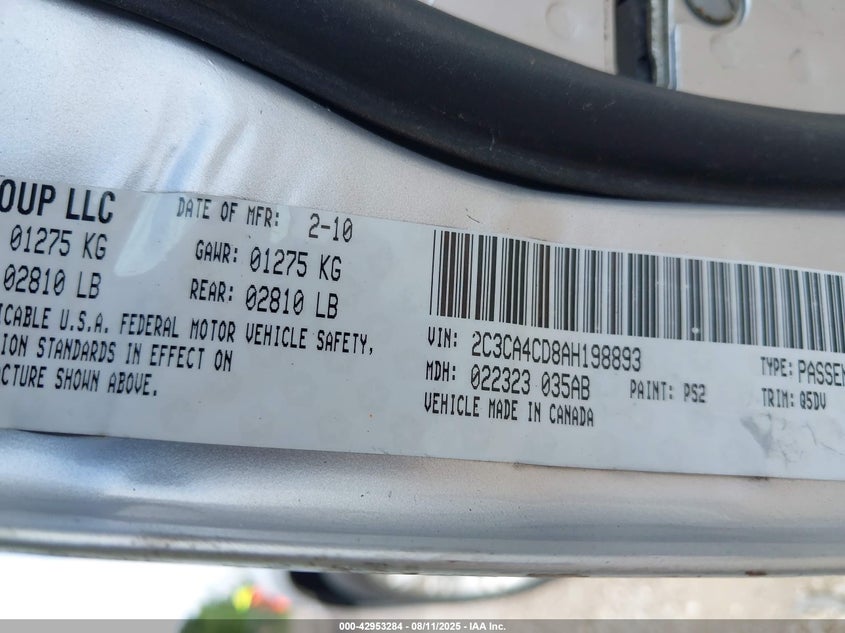 OUP LLC
DATE OF MFR: 2-10
01275 KG
GAWR: 01275 KG
02810 LB
REAR: 02810 LB
ICABLE U.S.A. FEDERAL MOTOR VEHICLE SAFETY,
ION STANDARDS IN EFFECT ON
CTURE SHOWN ABOVE.
VIN: 2C3CA4CD8AH198893
TYPE: PASSEN
MDH: 022323 035AB
PAINT: PS2
TRIM: Q5DV
VEHICLE MADE IN CANADA
000-42953284 - 08/11/2025 - IAA Inc.